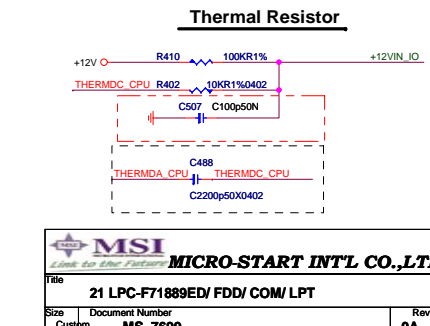 Thermal Resistor
+12V R410 100KR1% +12VIN_IO
THERMDC_CPU R402 10KR1%0402
C507 C100p50N
C488
THERMDA_CPU THERMDC_CPU
C2200p50X0402
MSI
Link to the Future
MICRO-START INT'L CO.,LT
Title
21 LPC-F71889ED/ FDD/ COM/ LPT
Size Document Number Rev
Custom